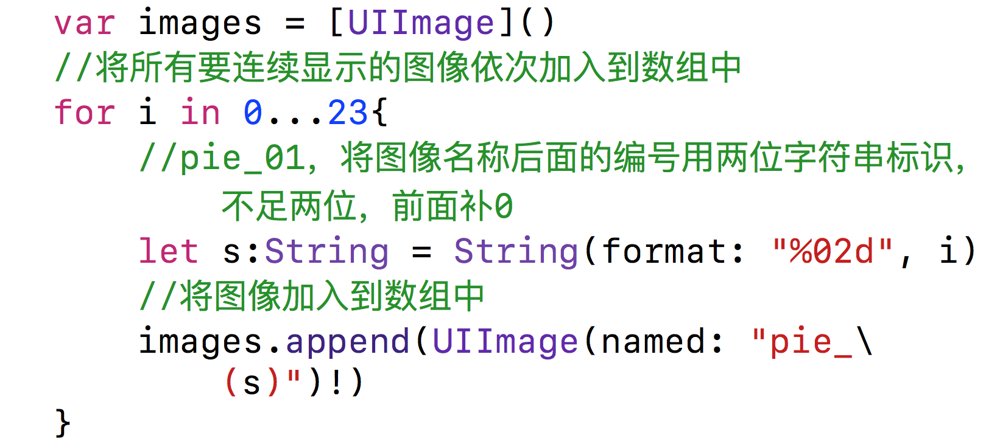 var images = [UIImage]()
//将所有要连续显示的图像依次加入到数组中
for i in 0...23{
//pie_01，将图像名称后面的编号用两位字符串标识，
不足两位，前面补0
let s:String = String(format: "%02d", i)
//将图像加入到数组中
images.append(UIImage(named: "pie_\
(s)")!)
}